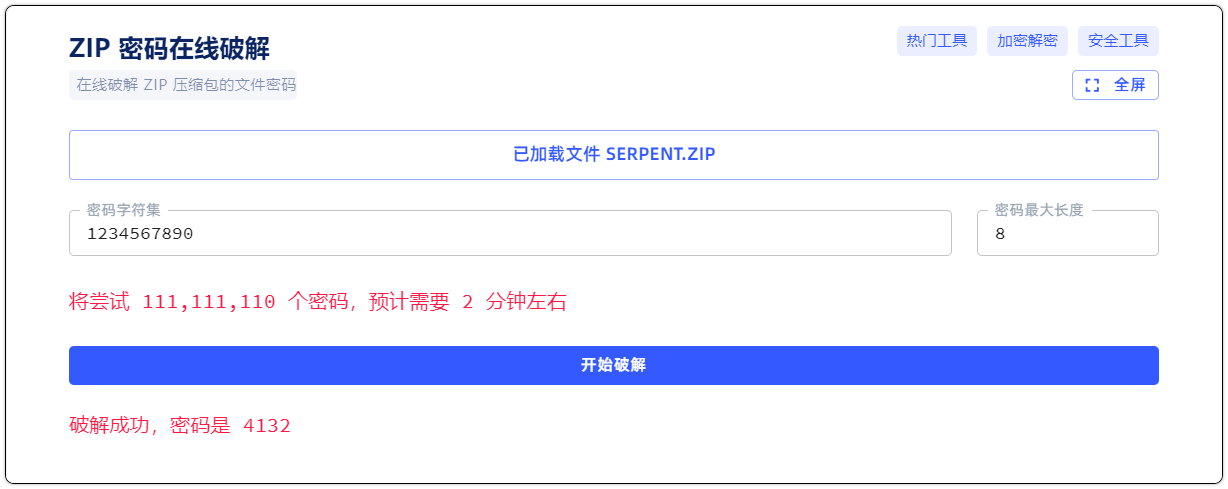 ZIP 密码在线破解
热门工具 加密解密 安全工具
在线破解 ZIP 压缩包的文件密码
全屏
已加载文件 SERPENT.ZIP
密码字符集
1234567890
密码最大长度
8
将尝试 111,111,110 个密码，预计需要 2 分钟左右
开始破解
破解成功，密码是 4132